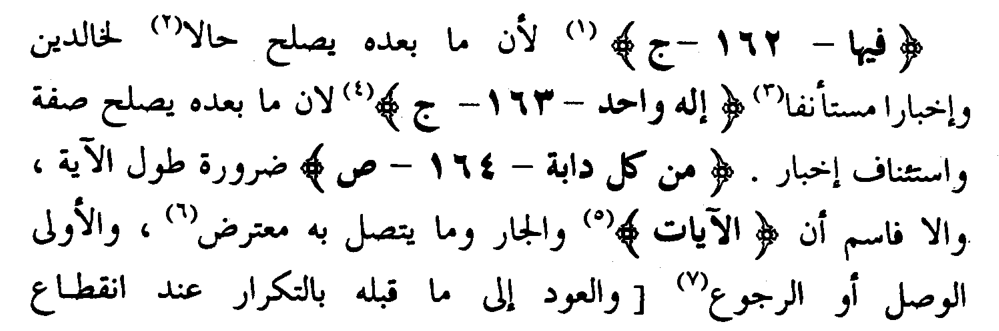 ﴿ فيها – ١٦٢ –ج ﴾ (١) لأن ما بعده يصلح حالا(٢) لخالدين
وإخبارا مستأنفا(٣) ﴿ إله واحد –١٦٣– ج ﴾(٤) لان ما بعده يصلح صفة
واستئناف إخبار . ﴿ من كل دابة – ١٦٤ – ص ﴾ ضرورة طول الآية ،
والا فاسم أن ﴿ الآيات ﴾(٥) والجار وما يتصل به معترض(٦) ، والأولى
الوصل أو الرجوع(٧) [ والعود إلى ما قبله بالتكرار عند انقطاع